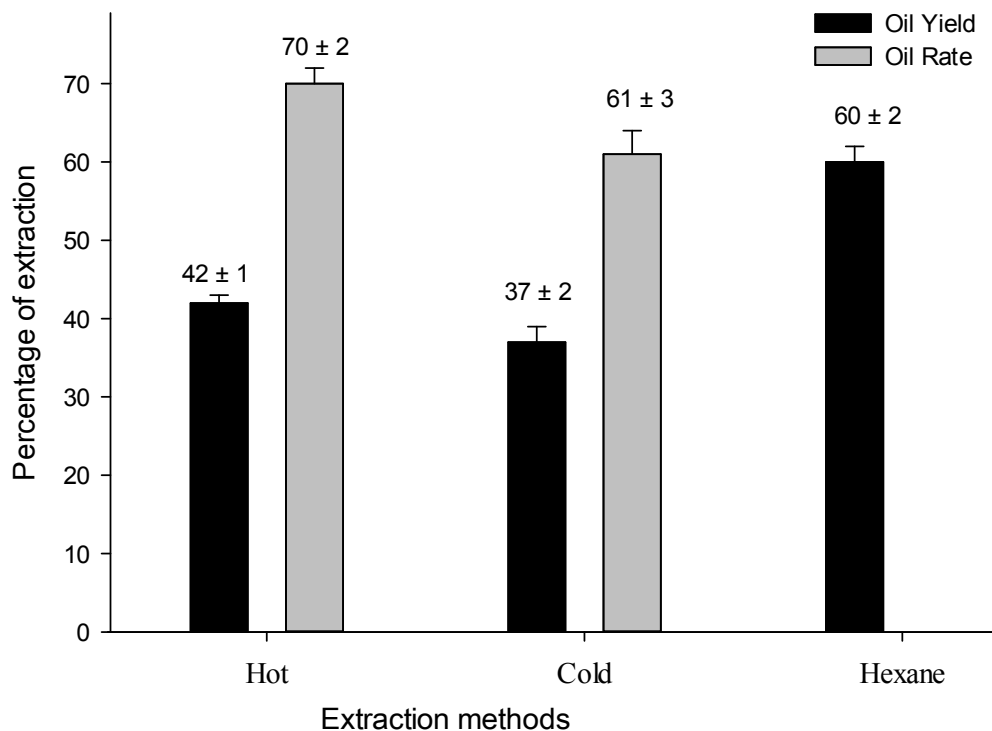 Oil Yield
Oil Rate
70 ± 2
61 ± 3
60 ± 2
42 ± 1
37 ± 2
Percentage of extraction
70
60
50
40
30
20
10
0
Hot Cold Hexane
Extraction methods